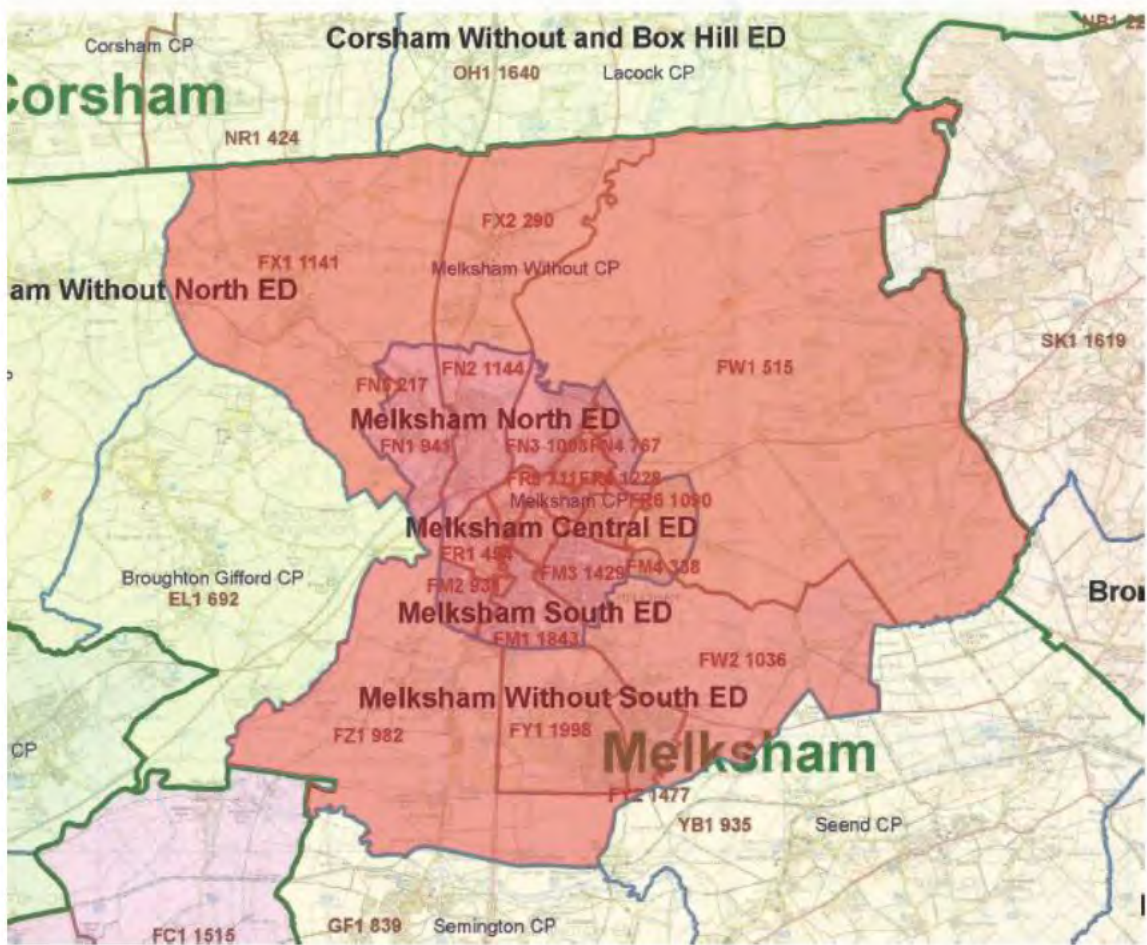 Corsham CP
Corsham Without and Box Hill ED
OH1 1640
Lacock CP
Corsham
NR1 424
FX2 290
FX1 1141
Melksham Without CP
am Without North ED
SK1 1619
FW1 515
FN2 1144
217
Melksham North ED
FN1 941
FN4 767
1228
Melksham CP
FR6 1090
Melksham Central ED
Broughton Gifford CP
FM3 1429
FM4 338
FM2
EL1 692
Melksham South ED
FM1 1843
FW2 1036
Melksham Without South ED
FZ1 982
FY1 1998
Melksham
CP
FY2 1477
YB1 935
Seend CP
GF1 839
Semington CP
FC1 1515